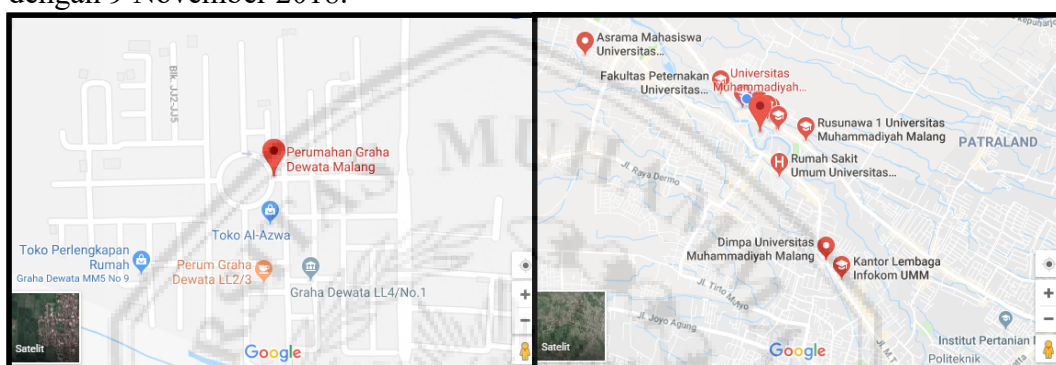 dengan 9 November 2018.
Blk. JJ2-JJ5
Perumahan Graha
Dewata Malang
Toko Al-Azwa
Toko Perlengkapan
Rumah
Graha Dewata MM5 No 9
Perum Graha
Dewata LL2/3
Graha Dewata LL4/No.1
Satelit
Google
Asrama Mahasiswa
Universitas...
Fakultas Peternakan
Universitas...
Universitas
Muhammadiyah...
Rusunawa 1 Universitas
Muhammadiyah Malang
PATRALAND
Rumah Sakit
Umum Universitas...
Jl. Raya Dermo
Dimpa Universitas
Muhammadiyah Malang
Kantor Lembaga
Infokom UMM
Jl. Tirto Mulyo
Jl. Joyo Agung
Jl. M.T
Institut Pertanian
Politeknik
Satelit
Google